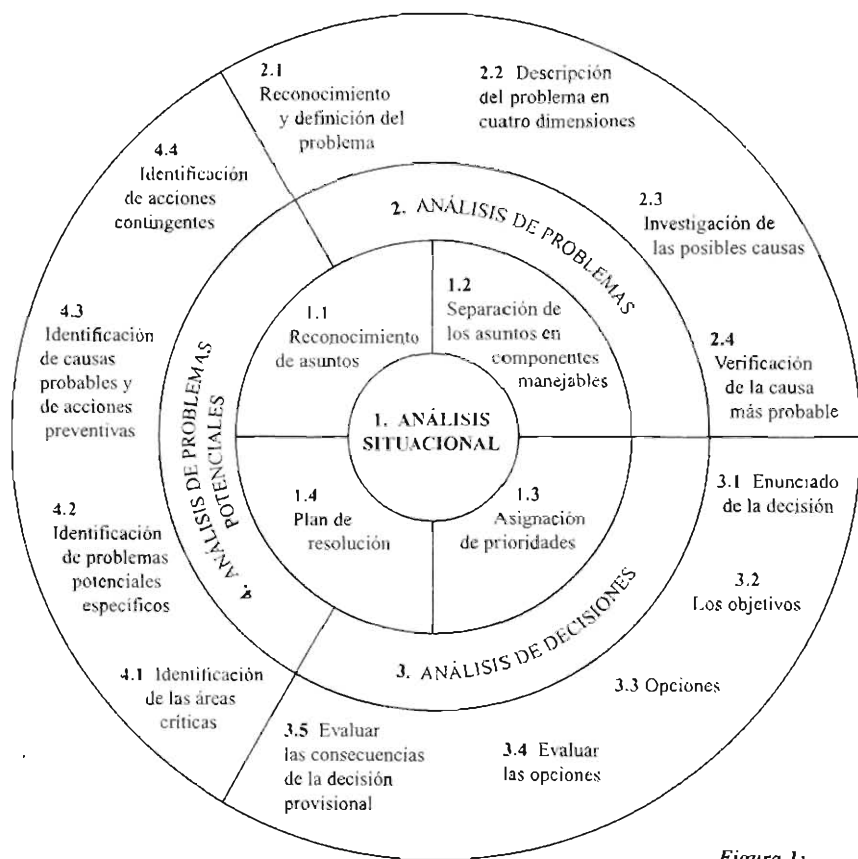 1. ANÁLISIS
SITUACIONAL
1.1
Reconocimiento
de asuntos
1.2
Separación de
los asuntos en
componentes
manejables
1.3
Asignación
de prioridades
1.4
Plan de
resolución
2. ANÁLISIS DE PROBLEMAS
2.1
Reconocimiento
y definición del
problema
2.2 Descripción
del problema en
cuatro dimensiones
2.3
Investigación de
las posibles causas
2.4
Verificación
de la causa
más probable
3. ANÁLISIS DE DECISIONES
3.1 Enunciado
de la decisión
3.2
Los objetivos
3.3 Opciones
3.4 Evaluar
las opciones
3.5 Evaluar
las consecuencias
de la decisión
provisional
4. ANÁLISIS DE PROBLEMAS
POTENCIALES
4.1 Identificación
de las áreas
críticas
4.2
Identificación
de problemas
potenciales
específicos
4.3
Identificación
de causas
probables y
de acciones
preventivas
4.4
Identificación
de acciones
contingentes
Figura 1: